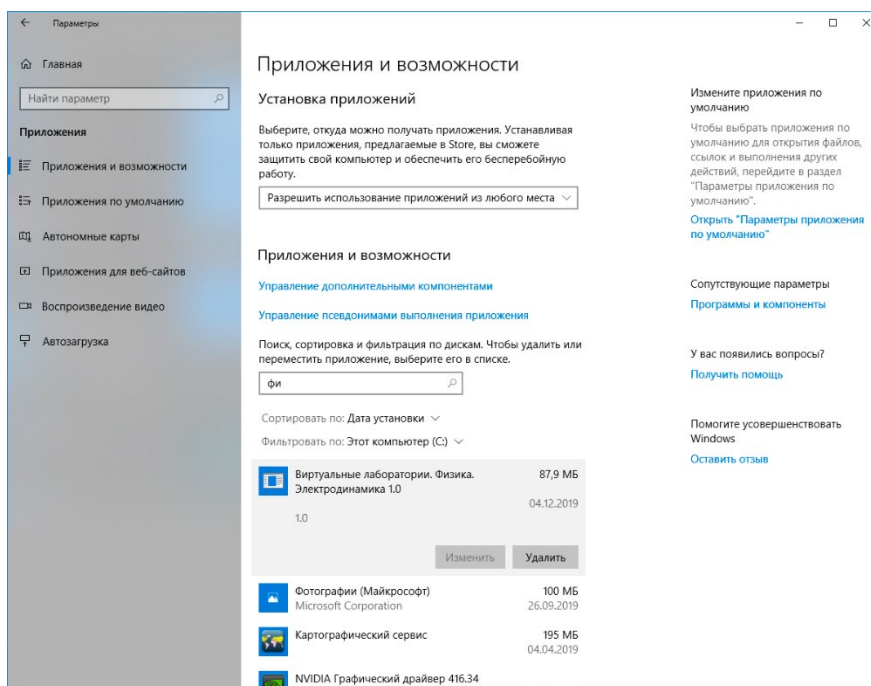 Параметры
Главная
Найти параметр
Приложения
Приложения и возможности
Приложения по умолчанию
Автономные карты
Приложения для веб-сайтов
Воспроизведение видео
Автозагрузка
Приложения и возможности
Установка приложений
Выберите, откуда можно получать приложения. Устанавливая
только приложения, предлагаемые в Store, вы сможете
защитить свой компьютер и обеспечить его бесперебойную
работу.
Разрешить использование приложений из любого места
Приложения и возможности
Управление дополнительными компонентами
Управление псевдонимами выполнения приложения
Поиск, сортировка и фильтрация по дискам. Чтобы удалить или
переместить приложение, выберите его в списке.
фи
Сортировать по: Дата установки
Фильтровать по: Этот компьютер (C:)
Виртуальные лаборатории. Физика. 87,9 МБ
Электродинамика 1.0
04.12.2019
1.0
Изменить Удалить
Фотографии (Майкрософт) 100 МБ
Microsoft Corporation 26.09.2019
Картографический сервис 195 МБ
04.04.2019
NVIDIA Графический драйвер 416.34
Измените приложения по
умолчанию
Чтобы выбрать приложения по
умолчанию для открытия файлов,
ссылок и выполнения других
действий, перейдите в раздел
"Параметры приложения по
умолчанию".
Открыть "Параметры приложения
по умолчанию"
Сопутствующие параметры
Программы и компоненты
У вас появились вопросы?
Получить помощь
Помогите усовершенствовать
Windows
Оставить отзыв